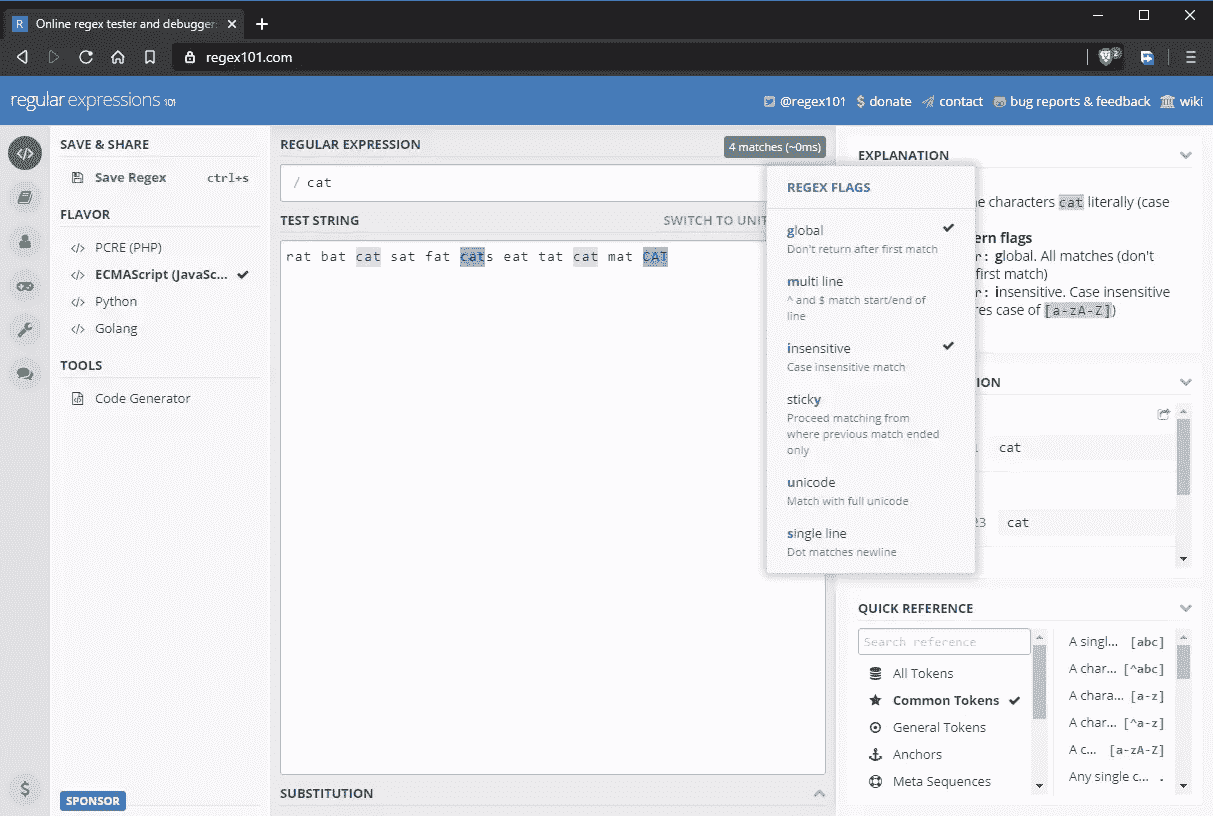 R Online regex tester and debugger
regex101.com
2
regular expressions 101
@regex101 $ donate contact bug reports & feedback wiki
SAVE & SHARE
Save Regex ctrl+s
FLAVOR
</> PCRE (PHP)
</> ECMAScript (JavaSc...
</> Python
</> Golang
TOOLS
Code Generator
$
SPONSOR
REGULAR EXPRESSION
4 matches (~0ms)
/ cat
TEST STRING
SWITCH TO UNIT
rat bat cat sat fat cats eat tat cat mat CAT
SUBSTITUTION
REGEX FLAGS
global
Don't return after first match
multi line
^ and $ match start/end of
line
insensitive
Case insensitive match
sticky
Proceed matching from
where previous match ended
only
unicode
Match with full unicode
single line
Dot matches newline
EXPLANATION
e characters cat literally (case
ern flags
r: global. All matches (don't
first match)
r: insensitive. Case insensitive
res case of [a-zA-Z])
ION
cat
23 cat
QUICK REFERENCE
Search reference
All Tokens
Common Tokens
General Tokens
Anchors
Meta Sequences
A singl... [abc]
A char... [^abc]
A chara... [a-z]
A char... [^a-z]
A c... [a-zA-Z]
Any single c... .